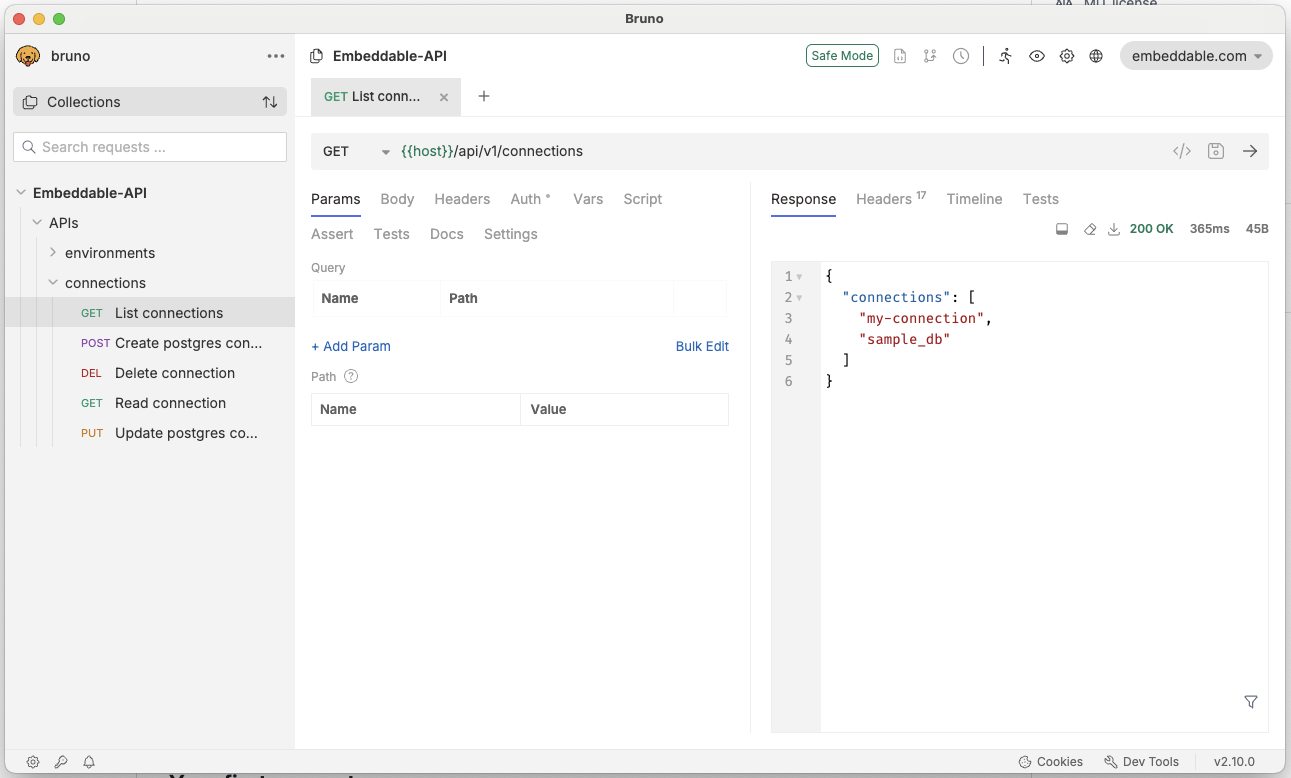 Bruno
bruno
Collections
Search requests ...
Embeddable-API
APIs
environments
connections
GET List connections
POST Create postgres con...
DEL Delete connection
GET Read connection
PUT Update postgres co...
Embeddable-API
Safe Mode
embeddable.com
GET List conn...
GET {{host}}/api/v1/connections
Params Body Headers Auth Vars Script
Assert Tests Docs Settings
Query
Name Path
+ Add Param Bulk Edit
Path ?
Name Value
Response Headers 17 Timeline Tests
200 OK 365ms 45B
1 {
2 "connections": [
3 "my-connection",
4 "sample_db"
5 ]
6 }
Cookies Dev Tools v2.10.0